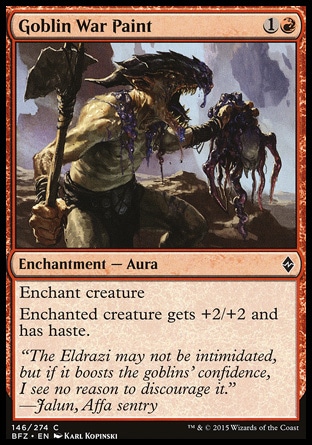 Goblin War Paint 1
Enchantment — Aura
Enchant creature
Enchanted creature gets +2/+2 and
has haste.
"The Eldrazi may not be intimidated,
but if it boosts the goblins' confidence,
I see no reason to discourage it."
—Jalun, Affa sentry
146/274 C
BFZ • EN Karl Kopinski ™ & © 2015 Wizards of the Coast